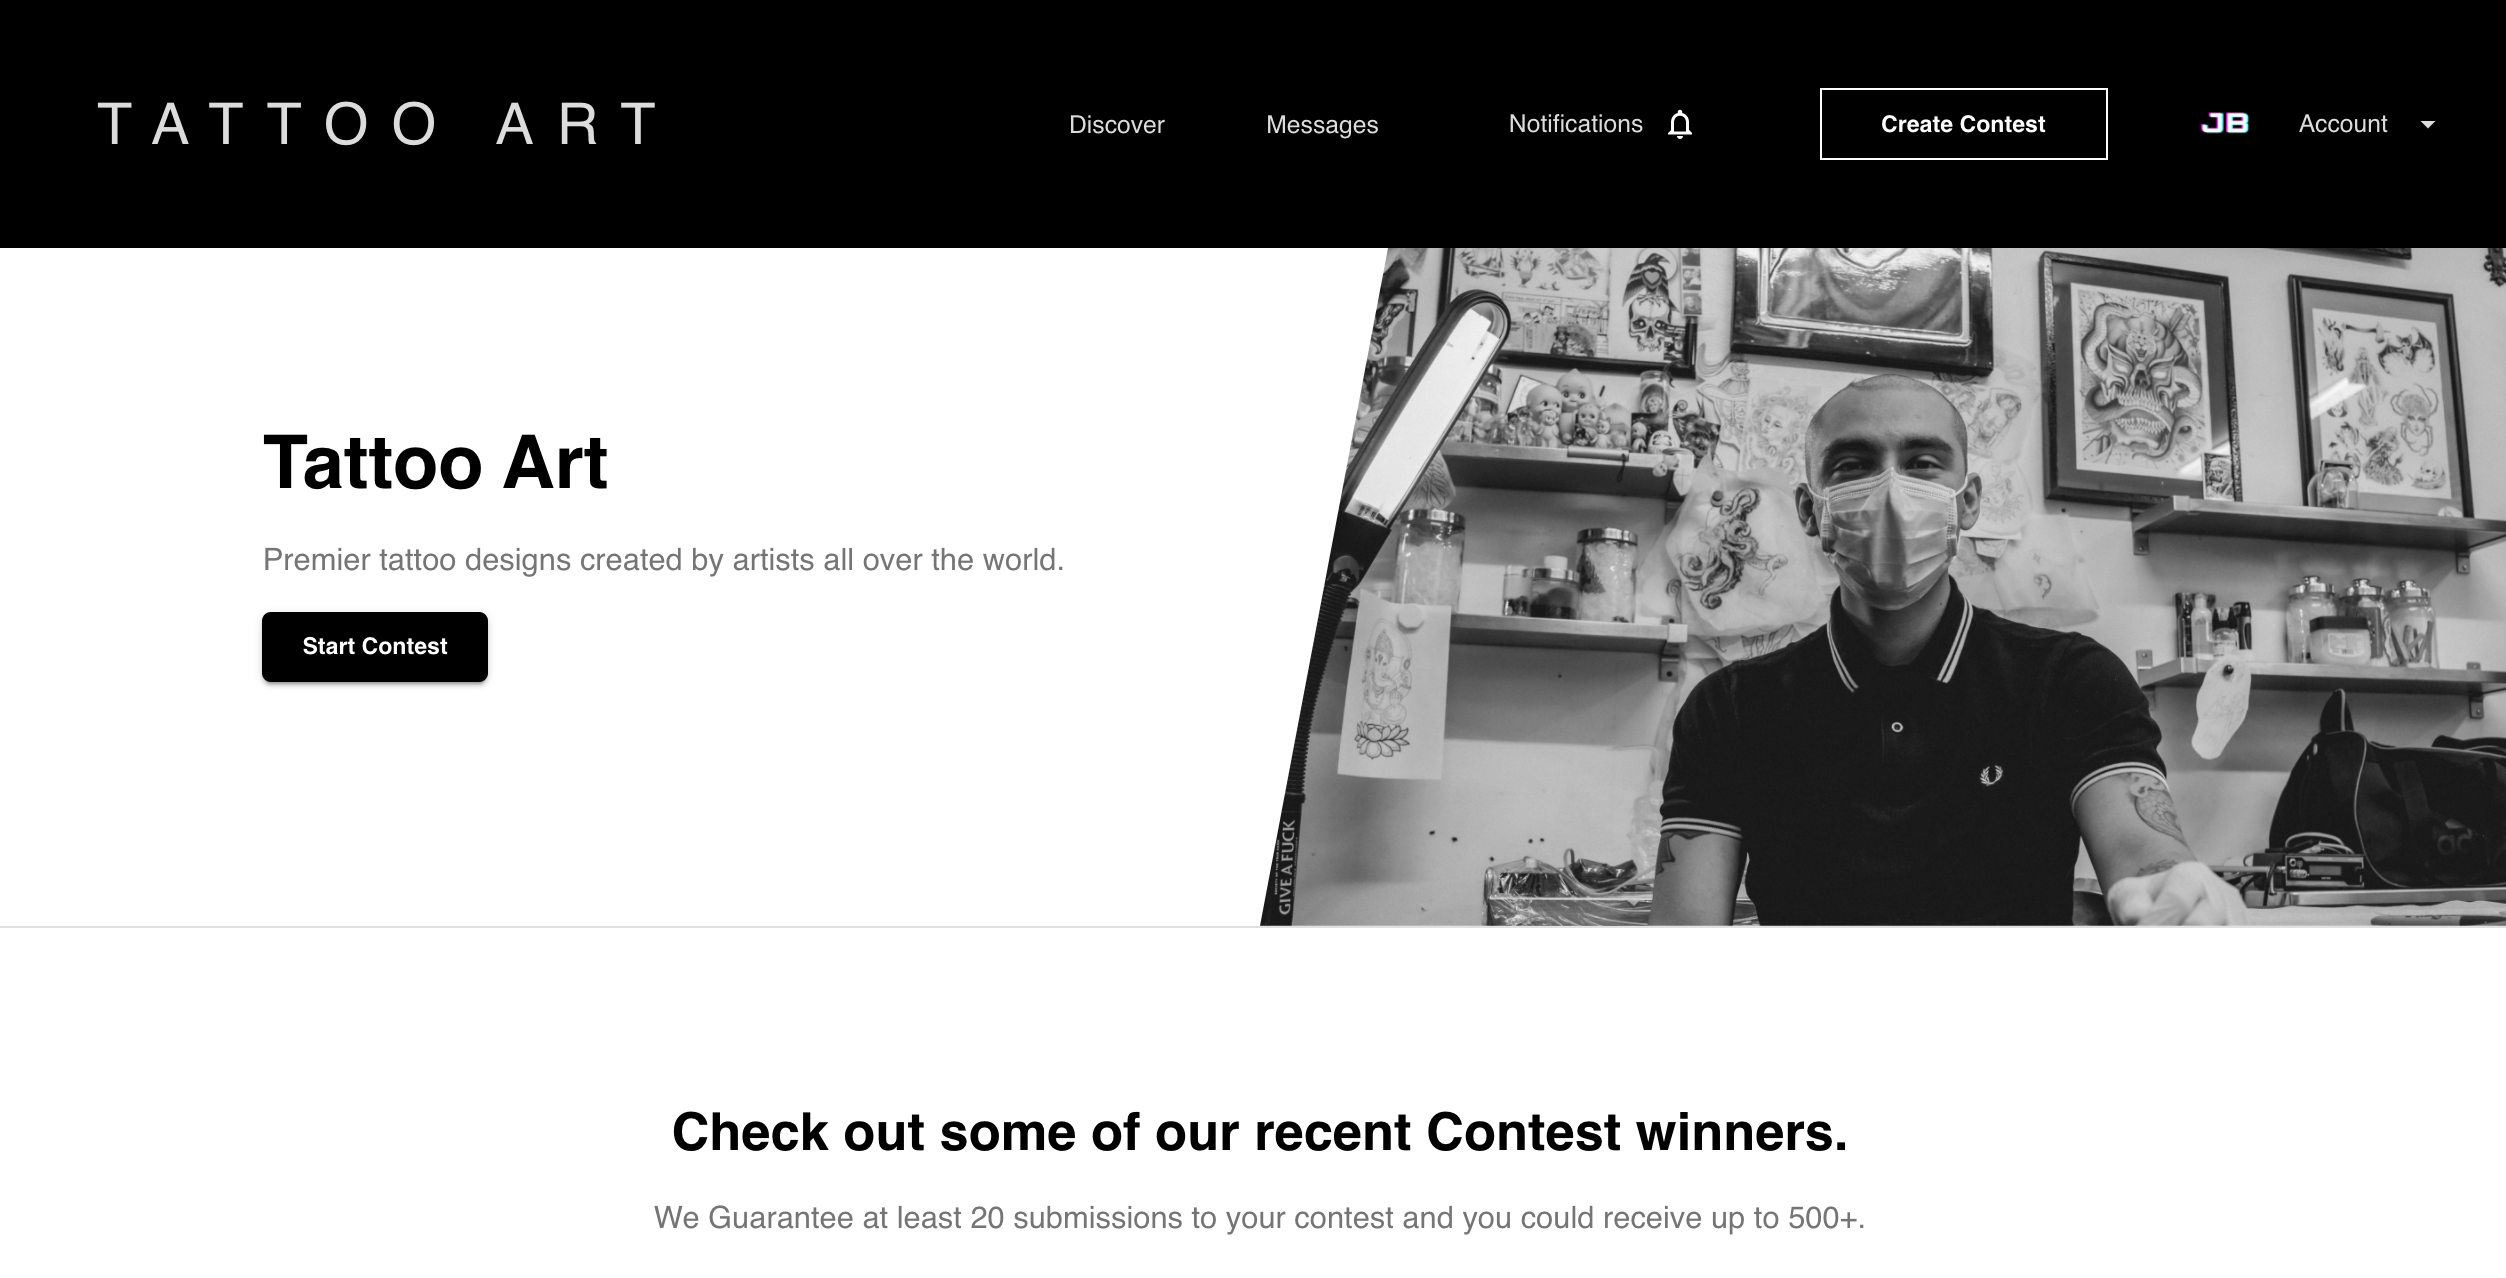 TATTOO ART
Discover
Messages
Notifications
Create Contest
JB
Account
Tattoo Art
Premier tattoo designs created by artists all over the world.
Start Contest
GIVE A FUCK
Check out some of our recent Contest winners.
We Guarantee at least 20 submissions to your contest and you could receive up to 500+.